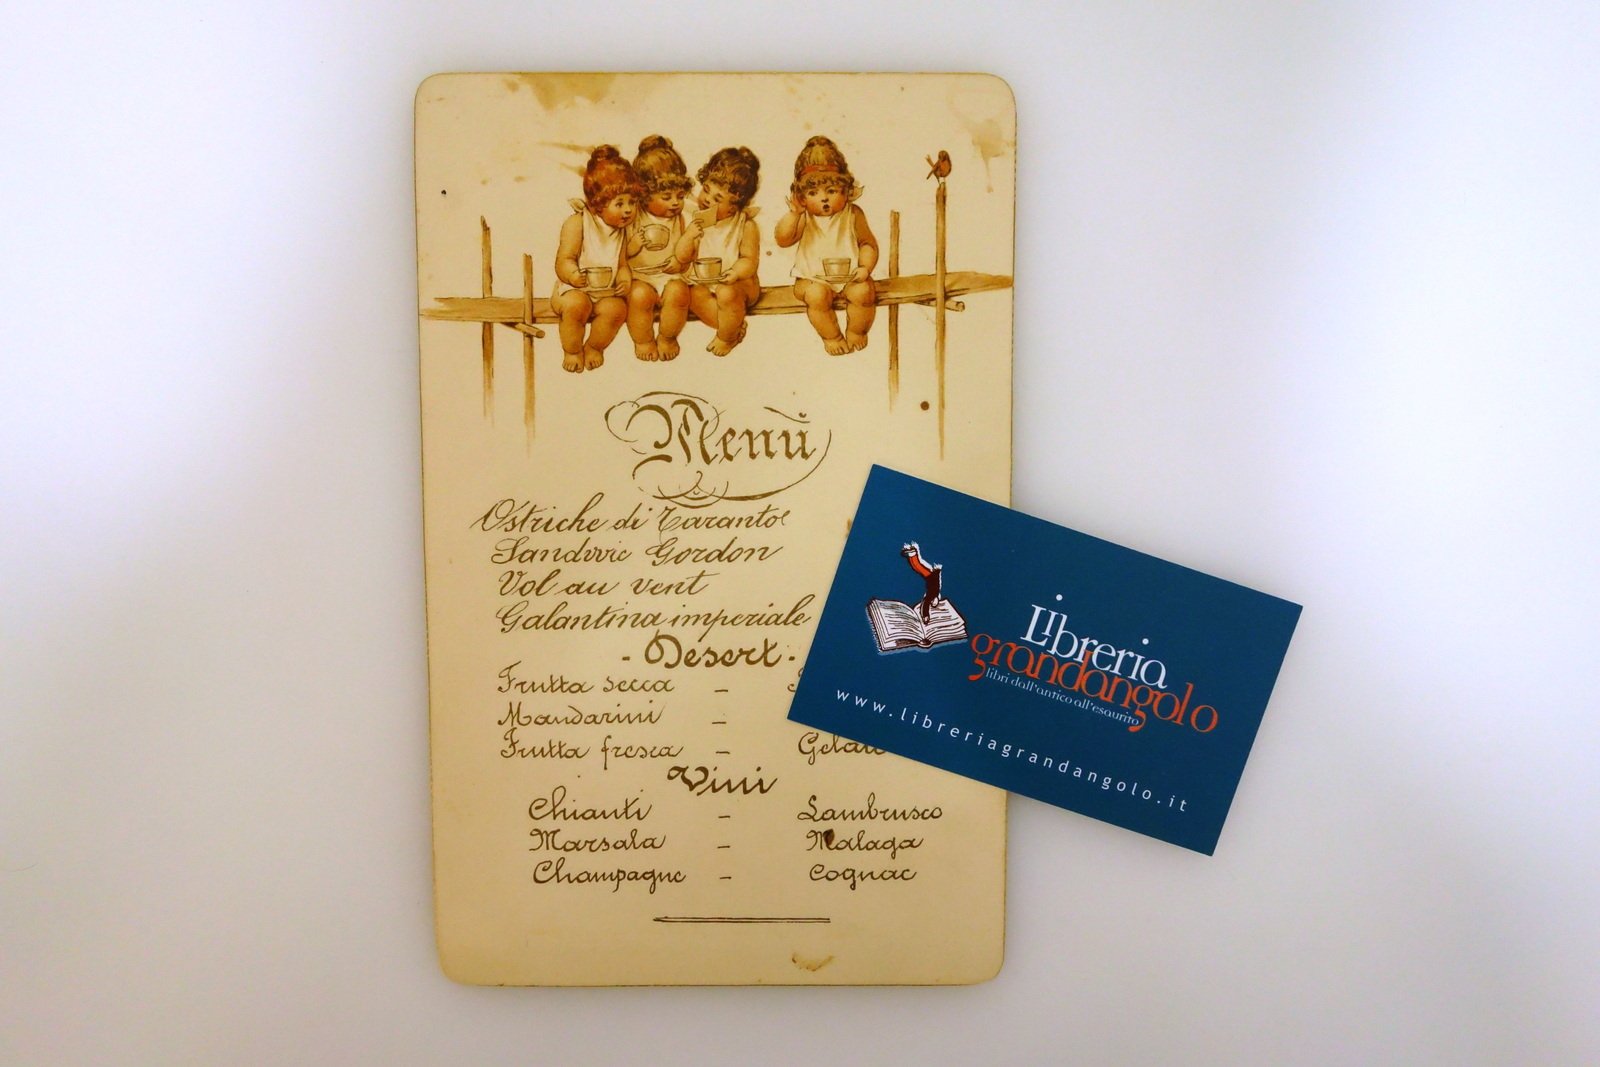 Menù
Ostriche di Taranto
Sandwic Gordon
Vol au vent
Galantina imperiale
- Desert -
Frutta secca -
Mandarini -
Frutta fresca - Gelati
Vini
Chianti - Lambrusco
Marsala - Malaga
Champagne - Cognac
Libreria
grandangolo
libri dall'antico all'esaurito
www.libreriagrandangolo.it